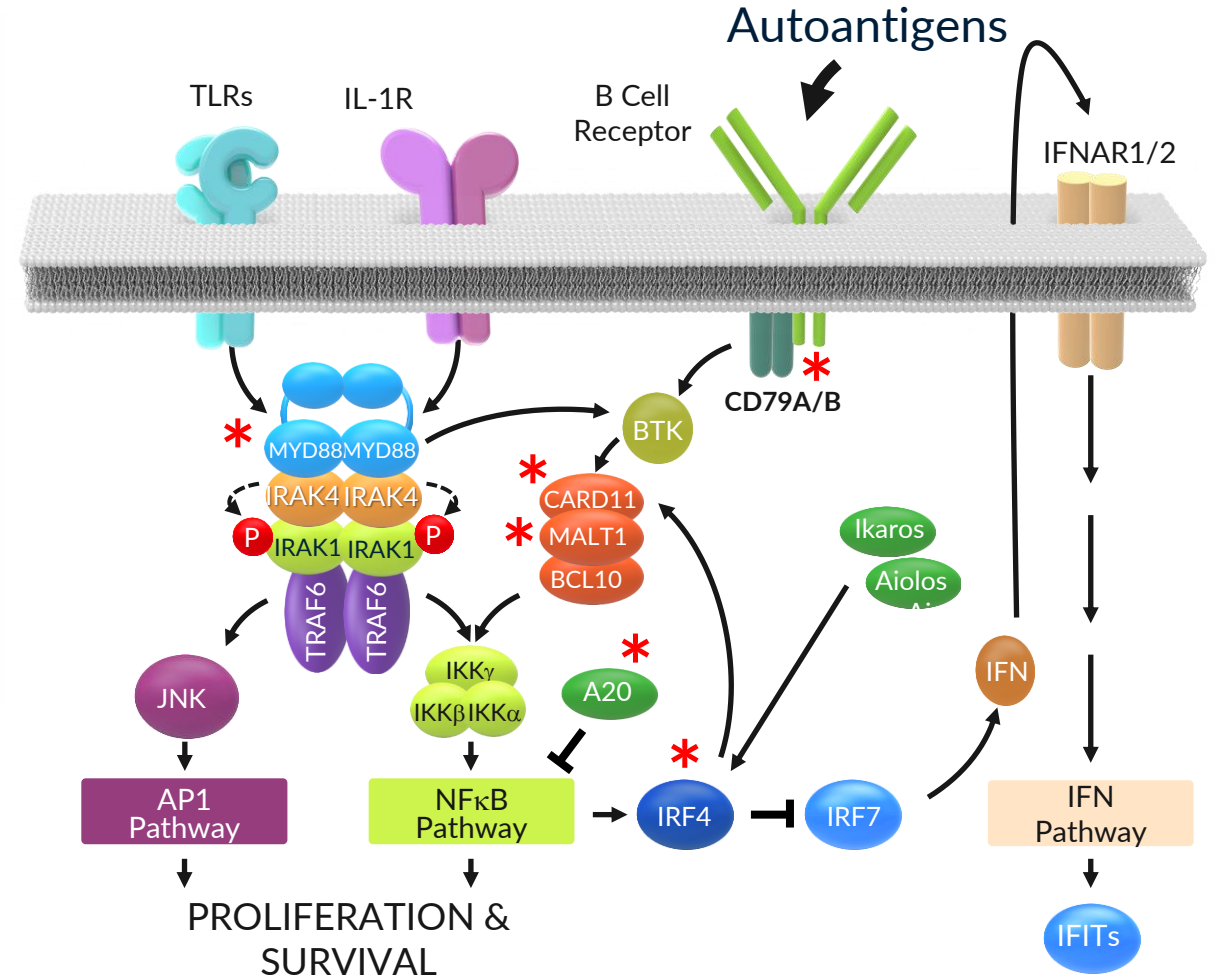 Autoantigens
TLRs
IL-1R
B Cell
Receptor
IFNAR1/2
CD79A/B
*
*
MYD88
MYD88
BTK
*
IRAK4
IRAK4
CARD11
P
P
*
IRAK1
IRAK1
MALT1
BCL10
Ikaros
Aiolos
TRAF6
TRAF6
*
IKKγ
IKKβ
IKKα
A20
JNK
IFN
*
AP1
Pathway
NFκB
Pathway
IRF4
IRF7
IFN
Pathway
PROLIFERATION &
SURVIVAL
IFITs